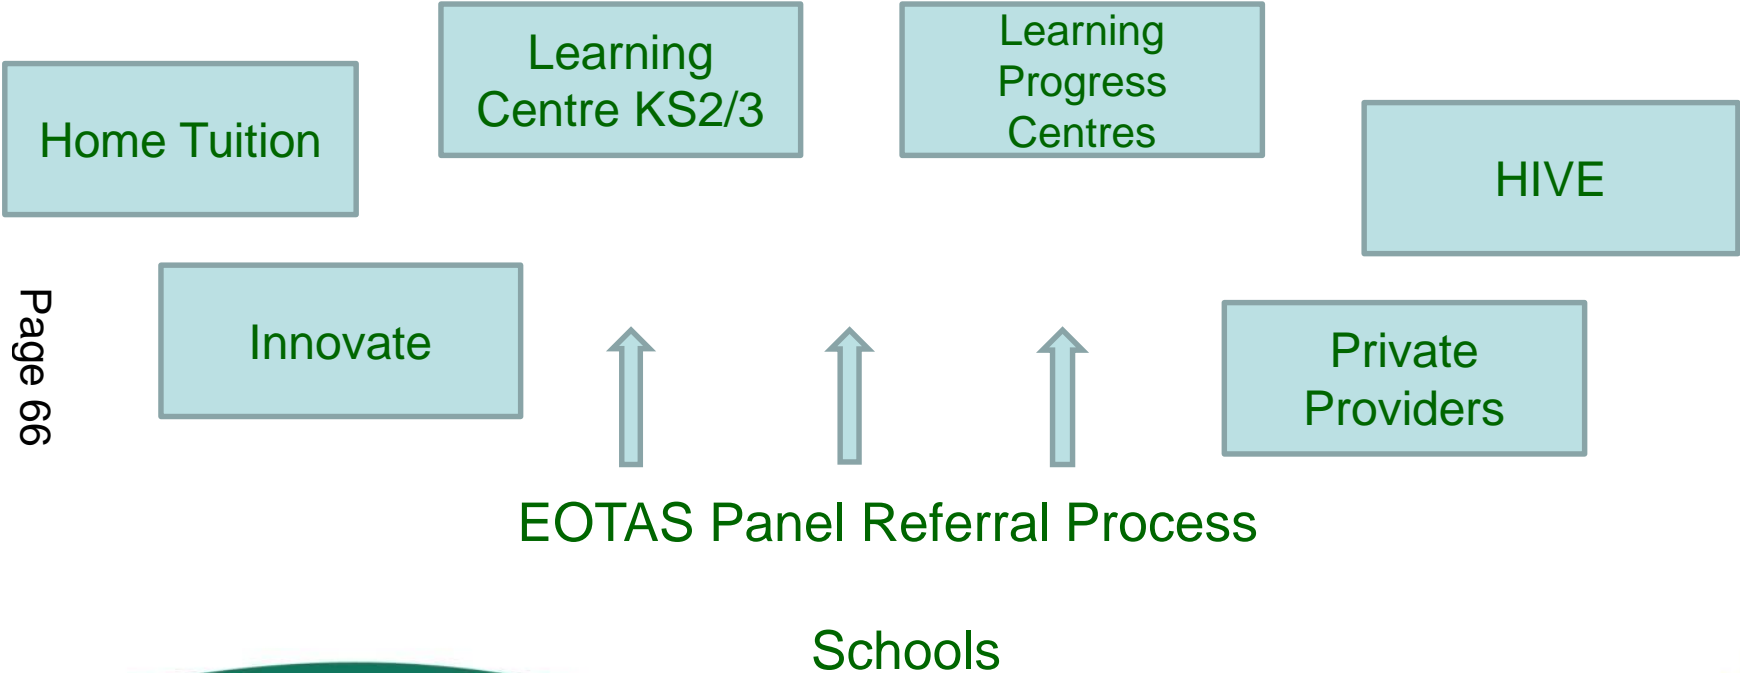 Home Tuition
Learning
Centre KS2/3
Learning
Progress
Centres
HIVE
Innovate
Private
Providers
Page 66
EOTAS Panel Referral Process
Schools